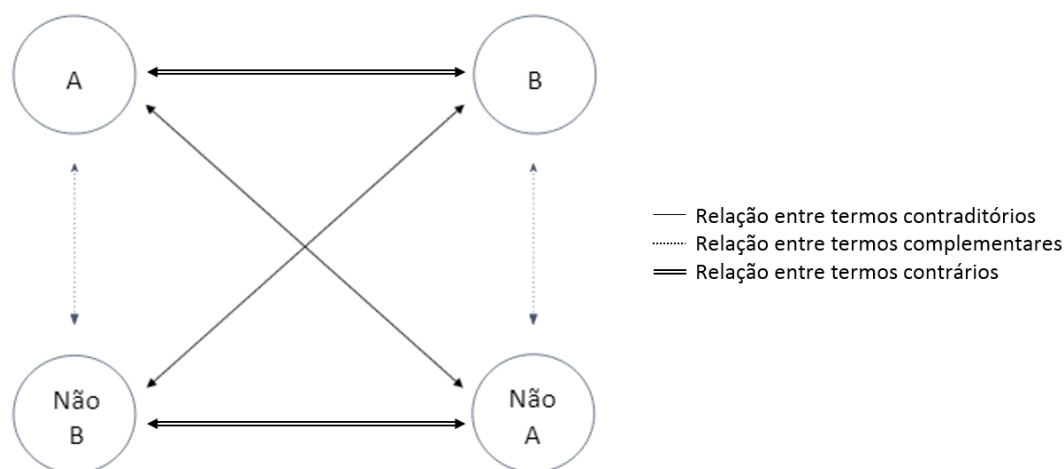 A
B
Relação entre termos contraditórios
Relação entre termos complementares
Relação entre termos contrários
Não
B
Não
A